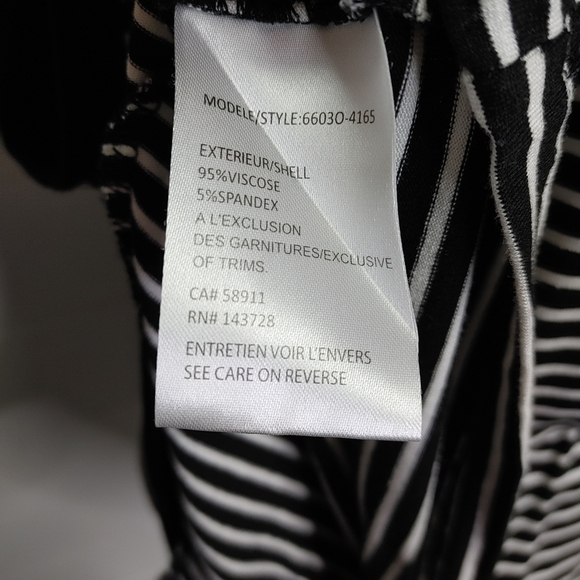 MODELE/STYLE:6603O-4165
EXTERIEUR/SHELL
95%VISCOSE
5%SPANDEX
A L'EXCLUSION
DES GARNITURES/EXCLUSIVE
OF TRIMS.
CA# 58911
RN# 143728
ENTRETIEN VOIR L'ENVERS
SEE CARE ON REVERSE